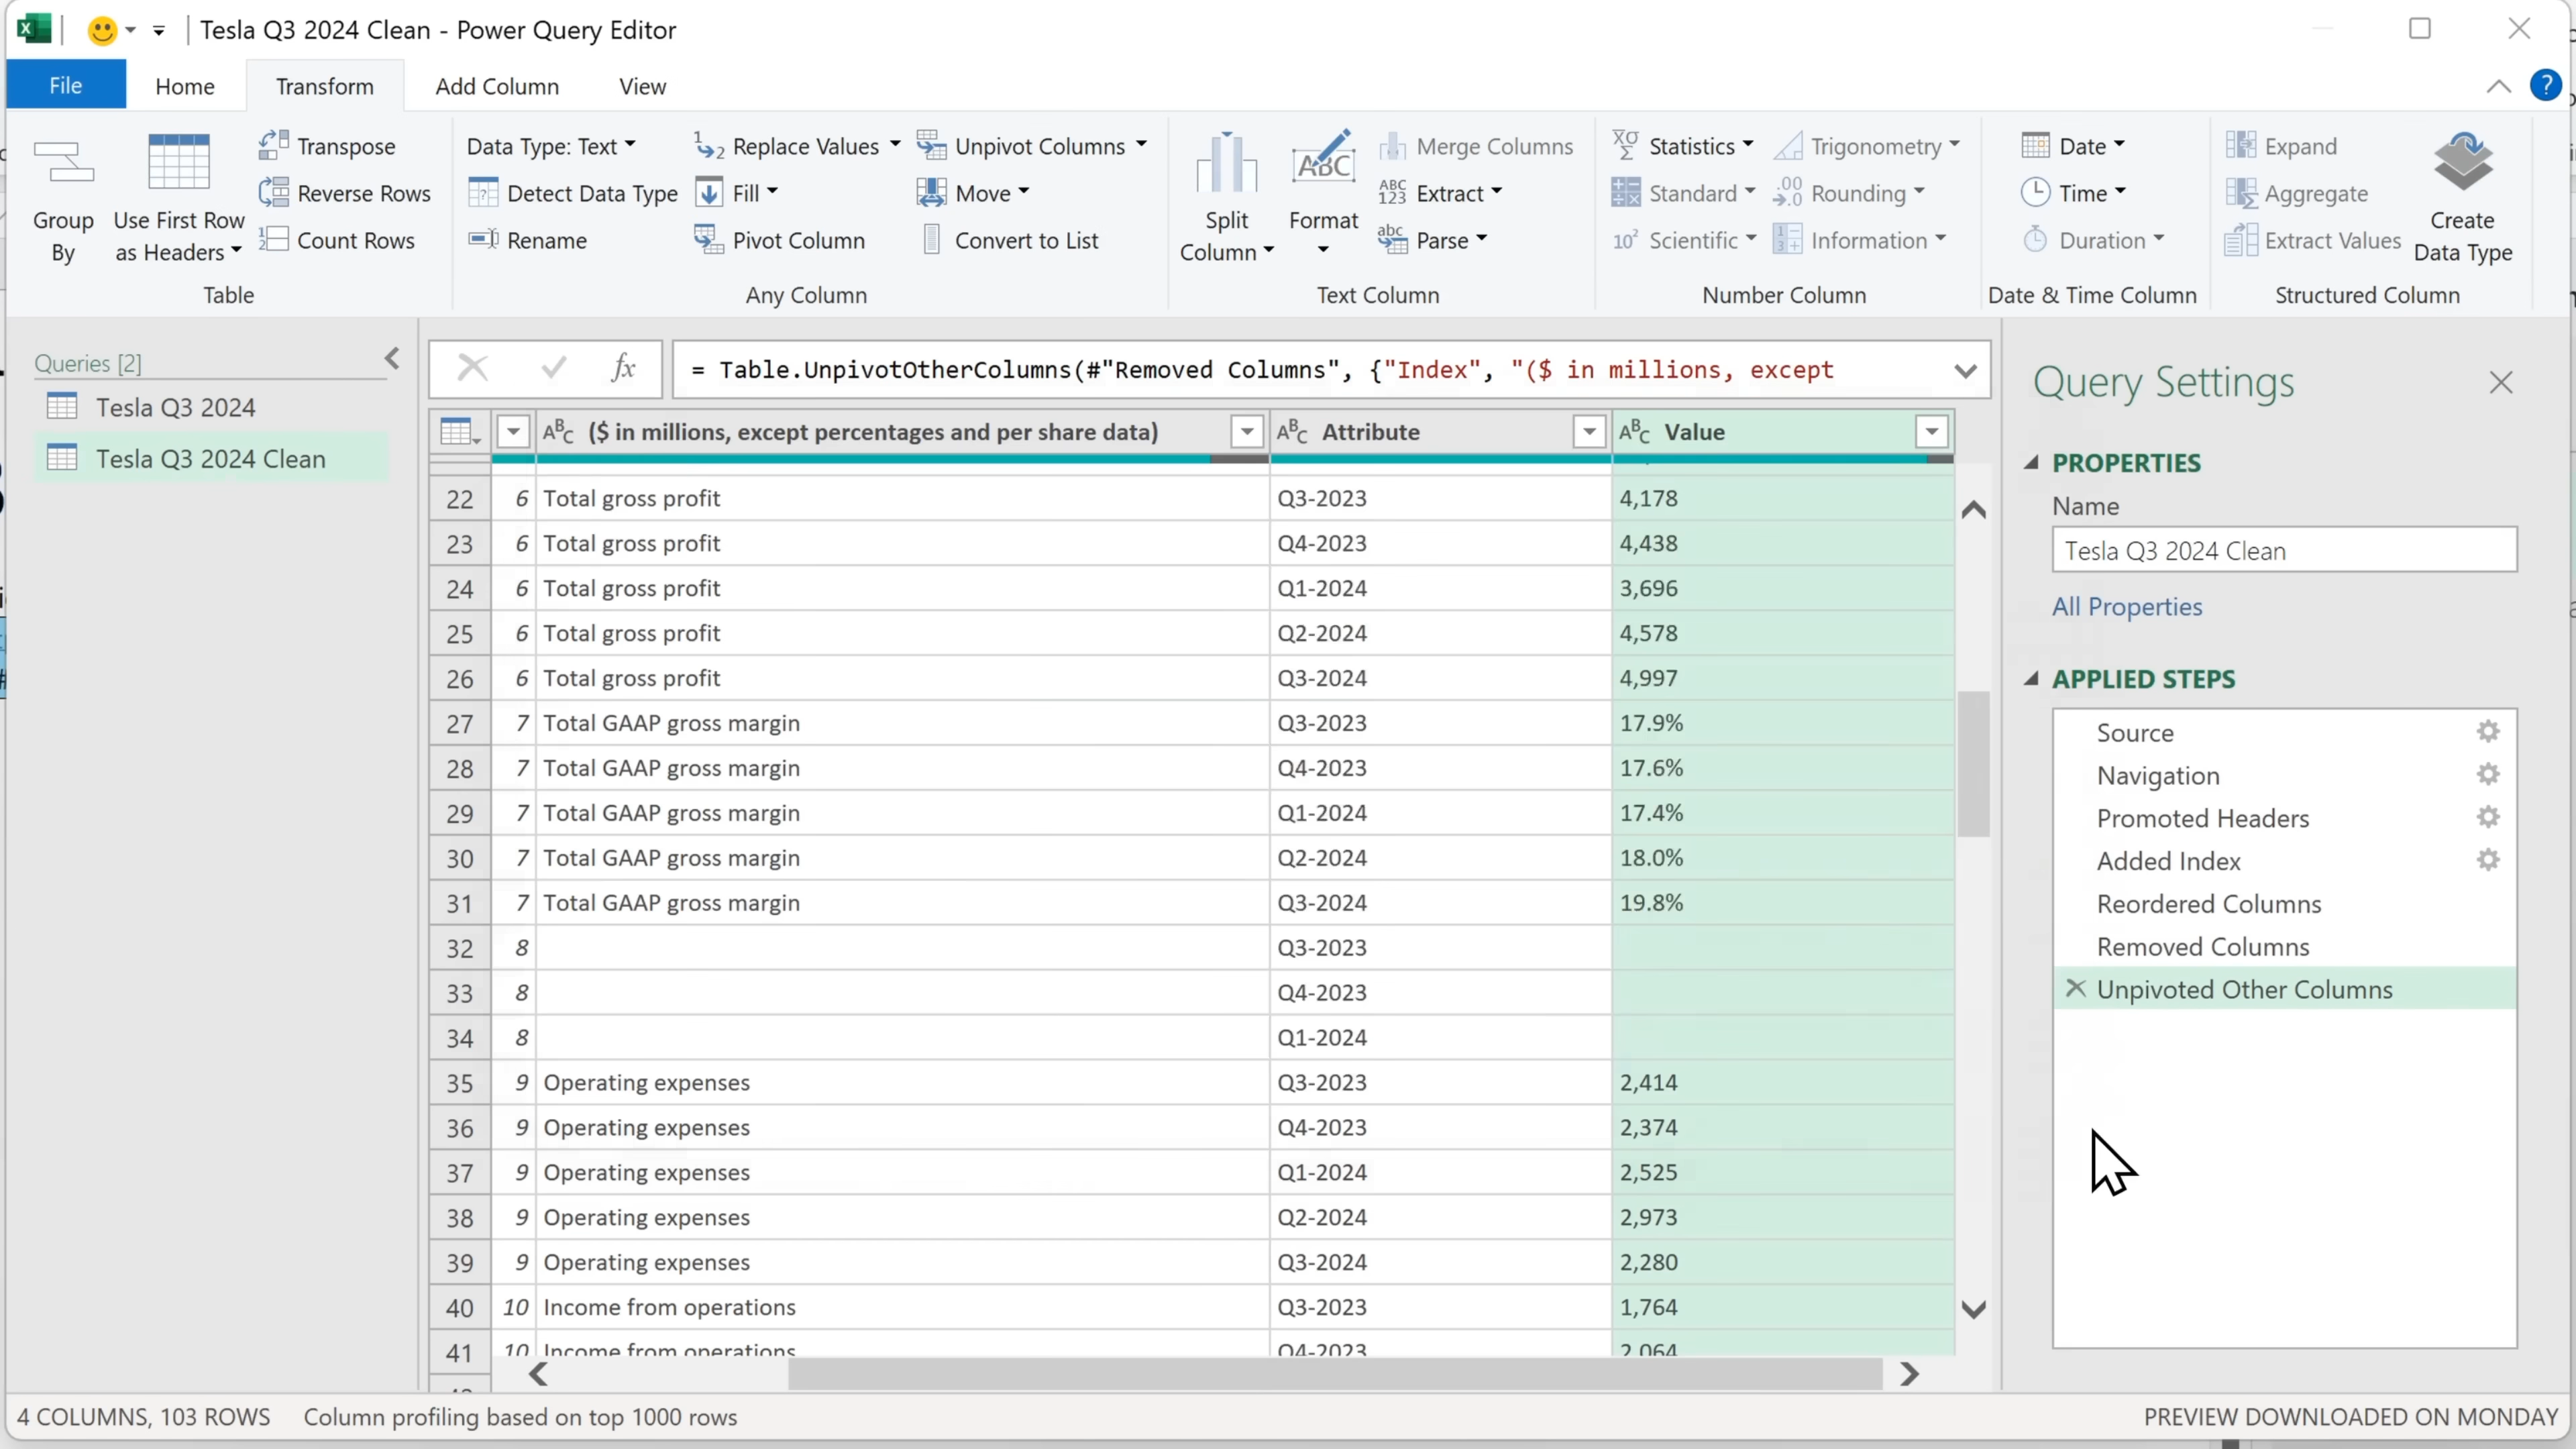 Tesla Q3 2024 Clean - Power Query Editor
File Home Transform Add Column View
Group By
Use First Row as Headers
Transpose
Reverse Rows
Count Rows
Table
Data Type: Text
Detect Data Type
Rename
Replace Values
Fill
Pivot Column
Unpivot Columns
Move
Convert to List
Any Column
Split Column
Format
Merge Columns
Extract
Parse
Text Column
Statistics
Standard
Scientific
Trigonometry
Rounding
Information
Number Column
Date
Time
Duration
Date & Time Column
Expand
Aggregate
Extract Values
Create Data Type
Structured Column
Queries [2]
Tesla Q3 2024
Tesla Q3 2024 Clean
fx
= Table.UnpivotOtherColumns(#"Removed Columns", {"Index", "($ in millions, except
ABC ($ in millions, except percentages and per share data) ABC Attribute ABC Value
22 6 Total gross profit Q3-2023 4,178
23 6 Total gross profit Q4-2023 4,438
24 6 Total gross profit Q1-2024 3,696
25 6 Total gross profit Q2-2024 4,578
26 6 Total gross profit Q3-2024 4,997
27 7 Total GAAP gross margin Q3-2023 17.9%
28 7 Total GAAP gross margin Q4-2023 17.6%
29 7 Total GAAP gross margin Q1-2024 17.4%
30 7 Total GAAP gross margin Q2-2024 18.0%
31 7 Total GAAP gross margin Q3-2024 19.8%
32 8 Q3-2023
33 8 Q4-2023
34 8 Q1-2024
35 9 Operating expenses Q3-2023 2,414
36 9 Operating expenses Q4-2023 2,374
37 9 Operating expenses Q1-2024 2,525
38 9 Operating expenses Q2-2024 2,973
39 9 Operating expenses Q3-2024 2,280
40 10 Income from operations Q3-2023 1,764
41 10 Income from operations Q4-2023 2,064
Query Settings
PROPERTIES
Name
Tesla Q3 2024 Clean
All Properties
APPLIED STEPS
Source
Navigation
Promoted Headers
Added Index
Reordered Columns
Removed Columns
Unpivoted Other Columns
4 COLUMNS, 103 ROWS Column profiling based on top 1000 rows
PREVIEW DOWNLOADED ON MONDAY